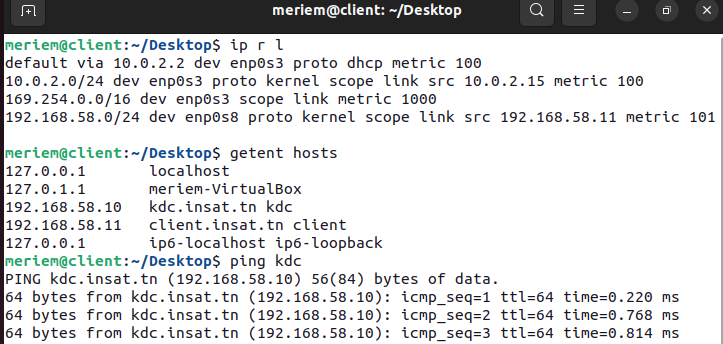 meriem@client: ~/Desktop
meriem@client:~/Desktop$ ip r l
default via 10.0.2.2 dev enp0s3 proto dhcp metric 100
10.0.2.0/24 dev enp0s3 proto kernel scope link src 10.0.2.15 metric 100
169.254.0.0/16 dev enp0s3 scope link metric 1000
192.168.58.0/24 dev enp0s8 proto kernel scope link src 192.168.58.11 metric 101
meriem@client:~/Desktop$ getent hosts
127.0.0.1       localhost
127.0.1.1       meriem-VirtualBox
192.168.58.10   kdc.insat.tn kdc
192.168.58.11   client.insat.tn client
127.0.0.1       ip6-localhost ip6-loopback
meriem@client:~/Desktop$ ping kdc
PING kdc.insat.tn (192.168.58.10) 56(84) bytes of data.
64 bytes from kdc.insat.tn (192.168.58.10): icmp_seq=1 ttl=64 time=0.220 ms
64 bytes from kdc.insat.tn (192.168.58.10): icmp_seq=2 ttl=64 time=0.768 ms
64 bytes from kdc.insat.tn (192.168.58.10): icmp_seq=3 ttl=64 time=0.814 ms